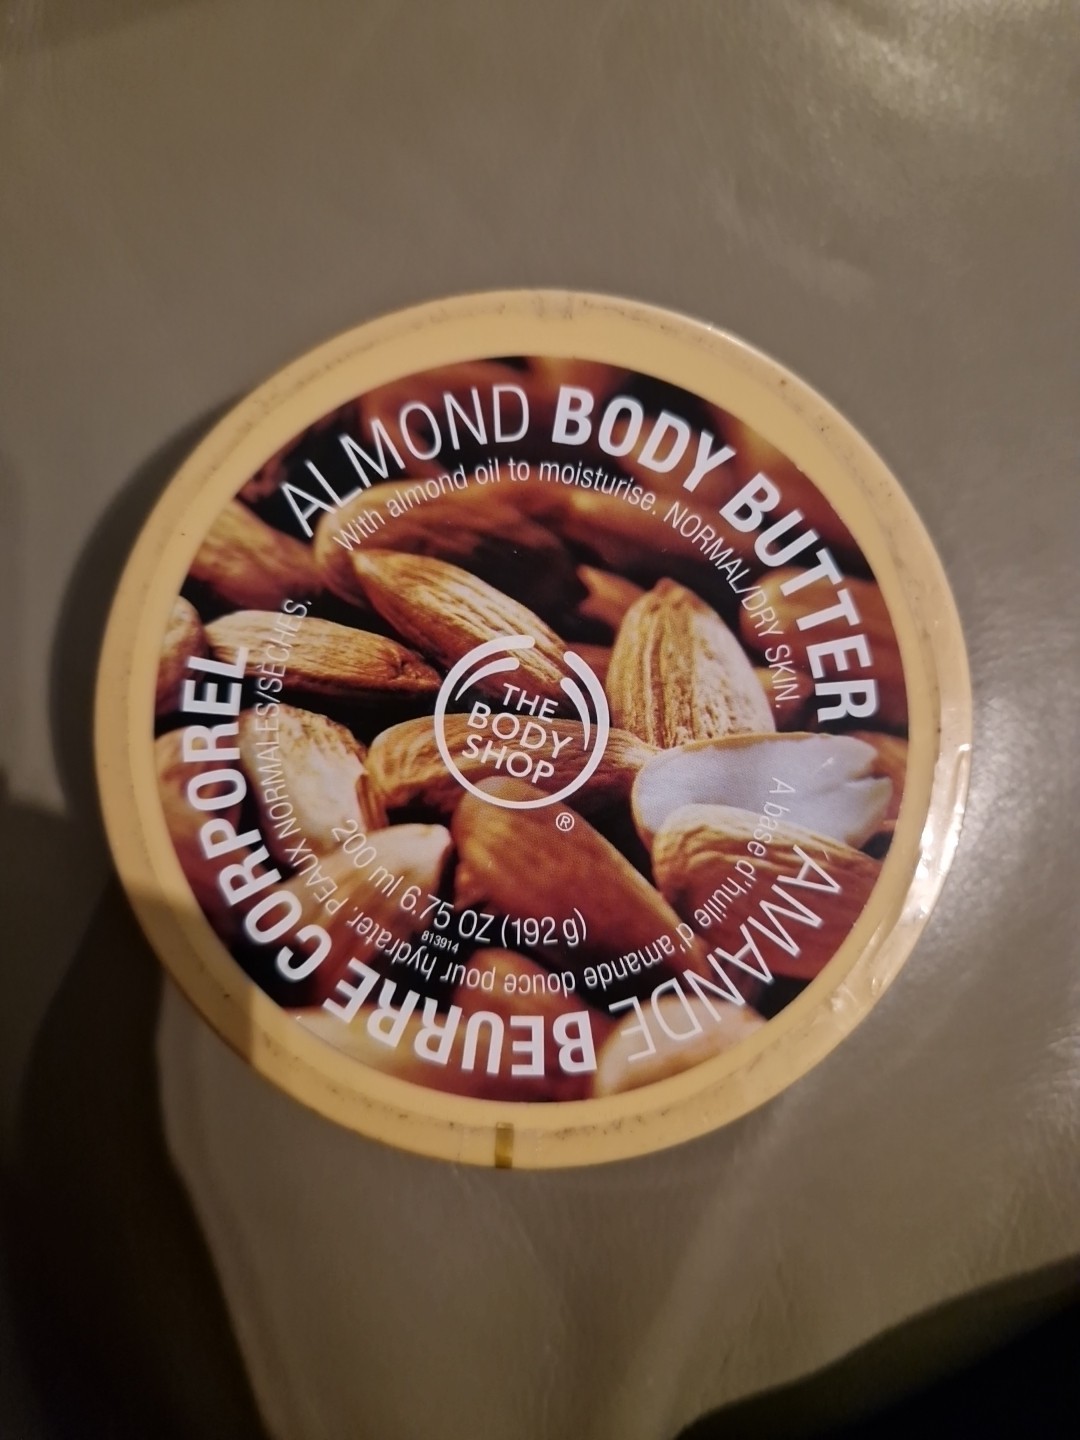 ALMOND BODY BUTTER
With almond oil to moisturise. NORMAL/DRY SKIN.
THE
BODY
SHOP
®
200 ml 6.75 OZ (192 g)
813914
AMANDE BEURRE CORPOREL
A base d'huile d'amande douce pour hydrater. PEAUX NORMALES/SÈCHES.